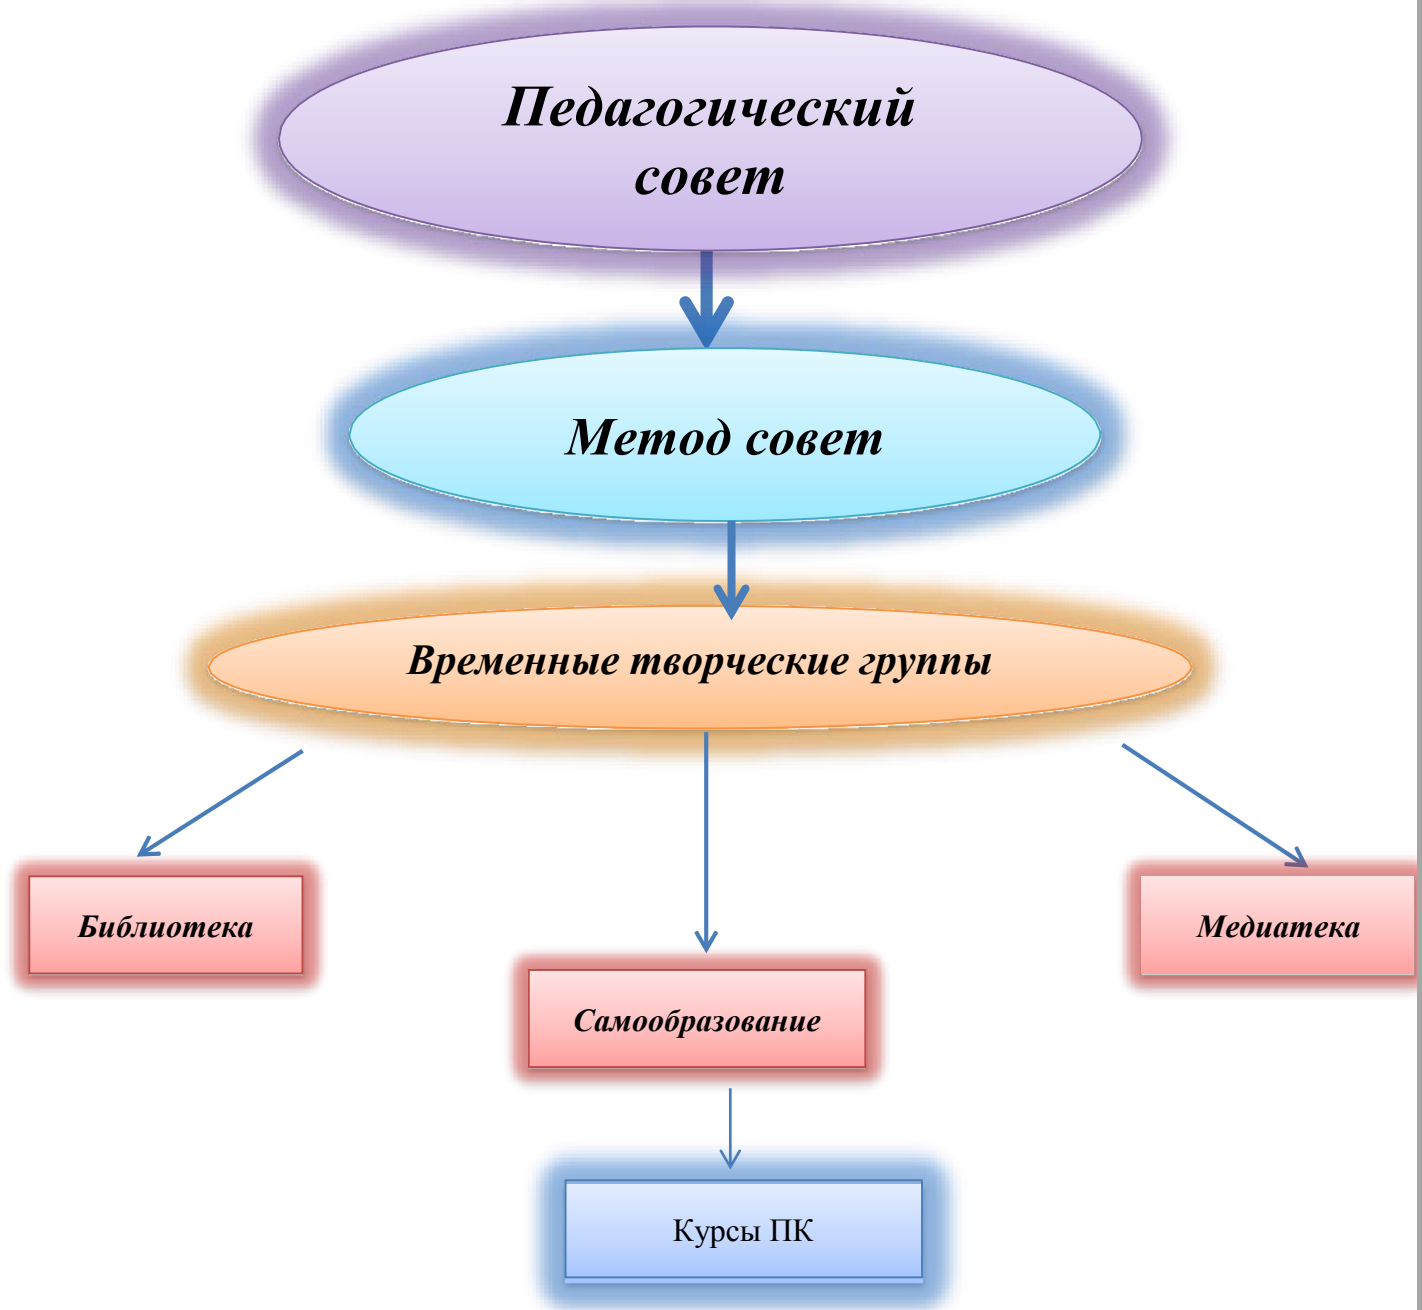 Педагогический
совет
Метод совет
Временные творческие группы
Библиотека
Медиатека
Самообразование
Курсы ПК